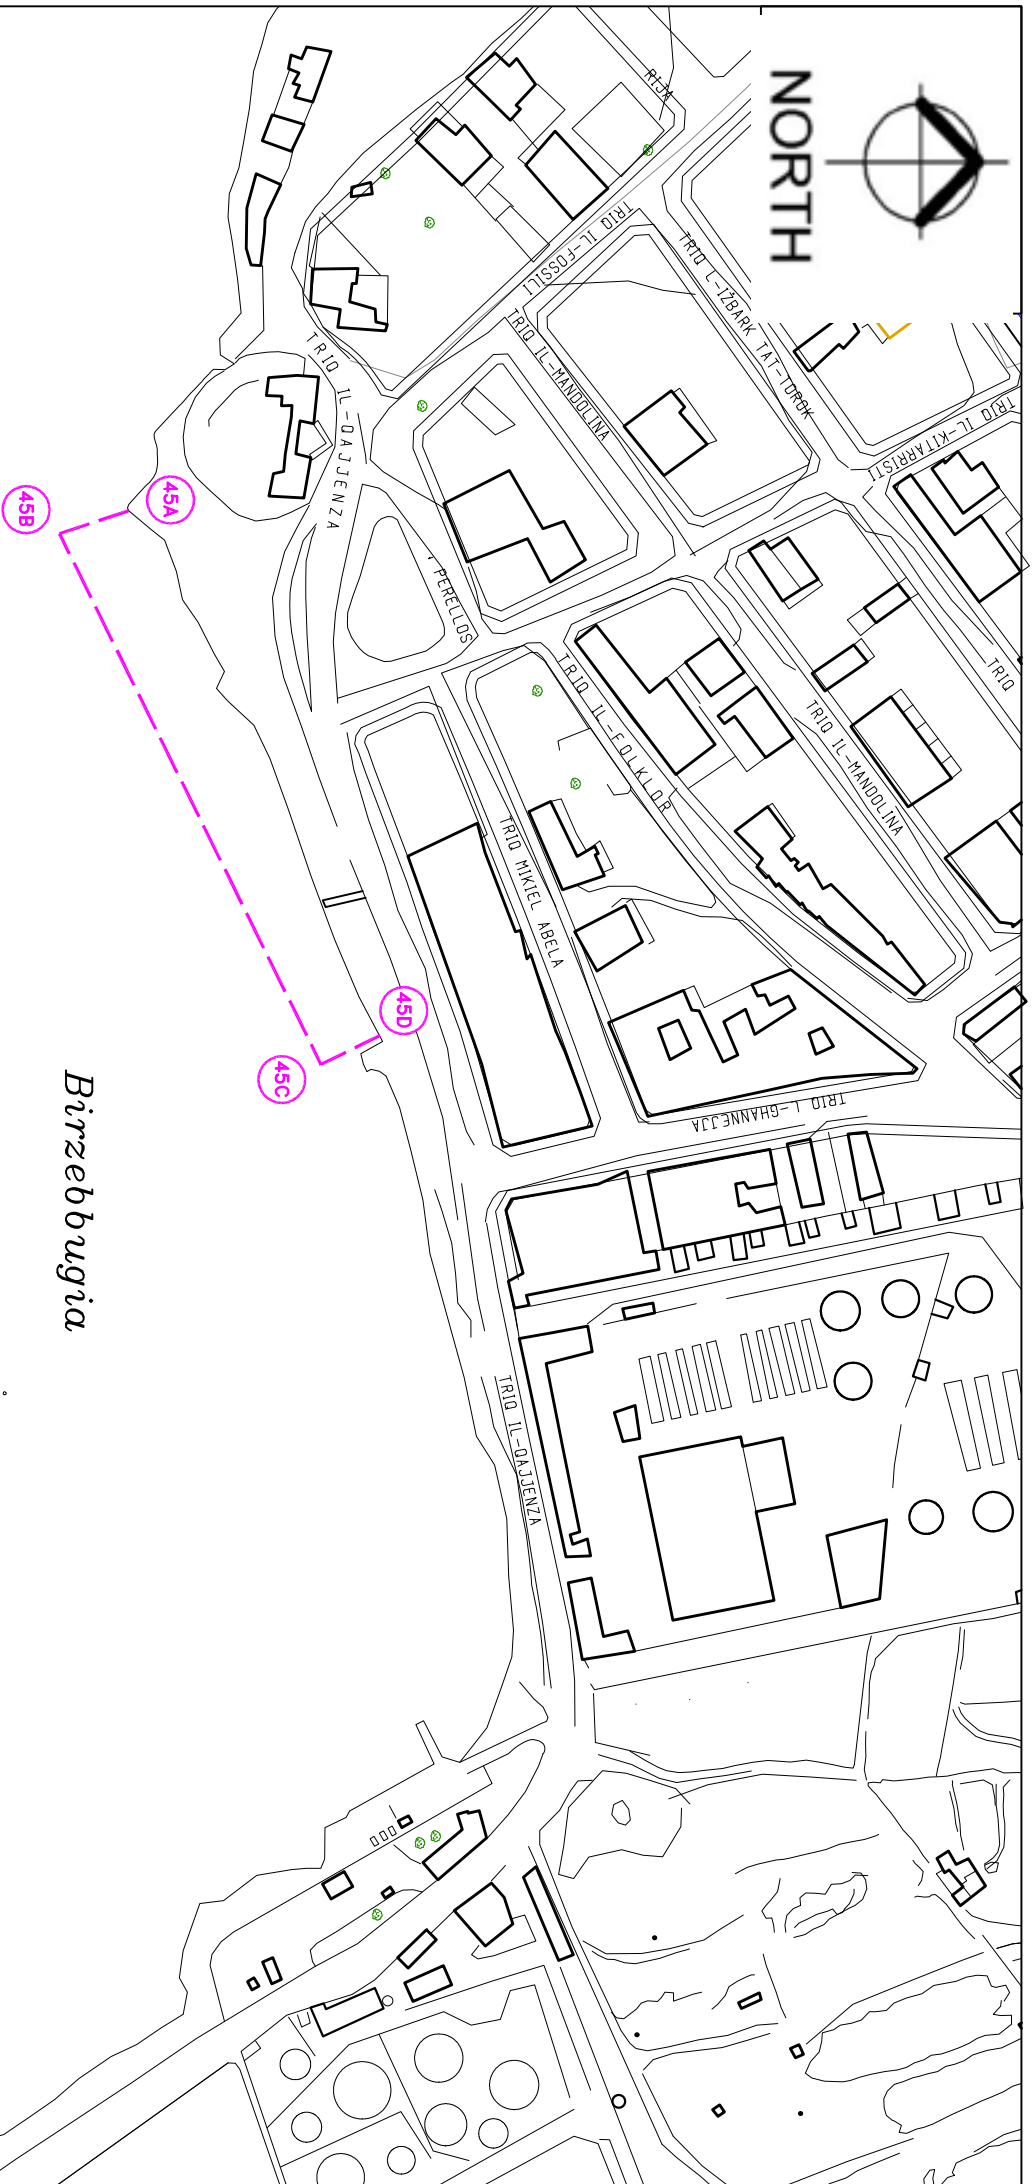 NORTH
RIJA
TRIQ IL-FOSSILI
TRIQ L-IŻBARK TAT-TOROK
TRIQ IL-MANDOLINA
TRIQ IL-KITARRISTI
TRIQ IL-QAJJENZA
45A
45B
PERELLOS
TRIQ IL-FOLKLOR
TRIQ
TRIQ IL-MANDOLINA
TRIQ MIKIEL ABELA
45D
45C
TRIQ L-GHANNEJJA
Birzebbugia
TRIQ IL-QAJJENZA